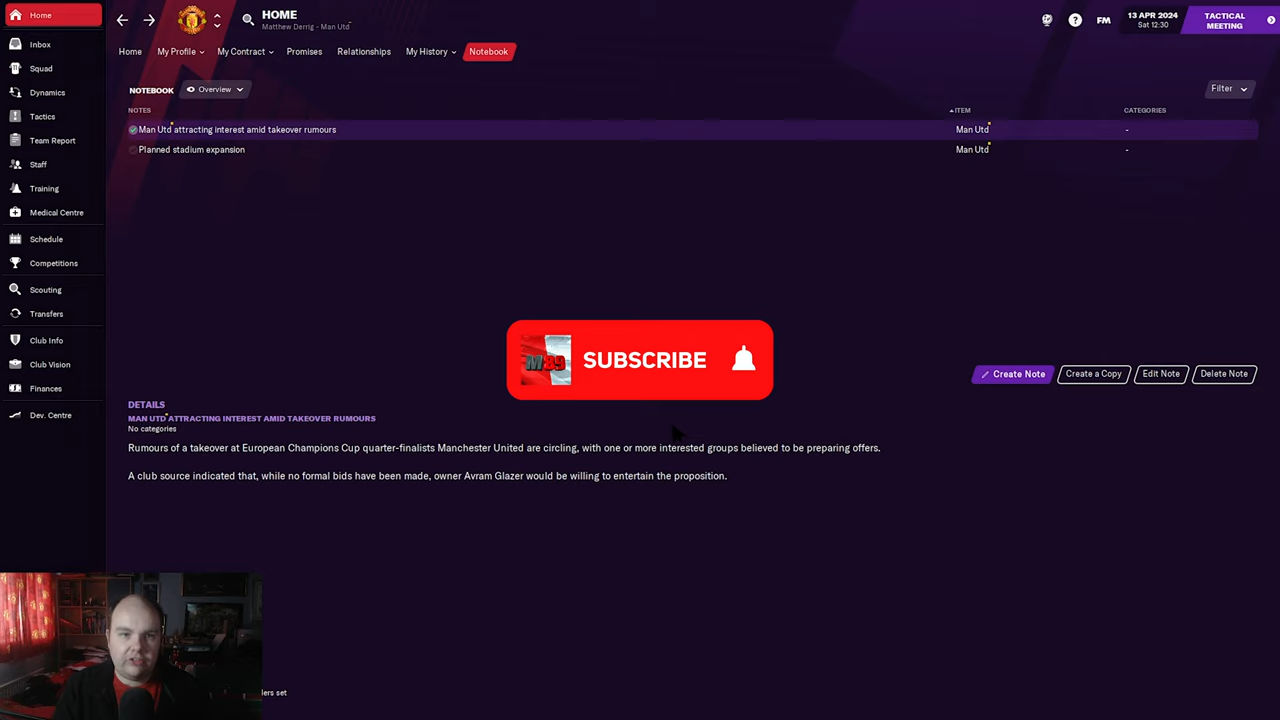 Home
HOME
Matthew Derrig - Man Utd
FM
13 APR 2024
Sat 12:30
TACTICAL
MEETING
Inbox
Squad
Dynamics
Tactics
Team Report
Staff
Training
Medical Centre
Schedule
Competitions
Scouting
Transfers
Club Info
Club Vision
Finances
Dev. Centre
Home My Profile My Contract Promises Relationships My History Notebook
NOTEBOOK Overview Filter
NOTES ITEM CATEGORIES
Man Utd attracting interest amid takeover rumours Man Utd -
Planned stadium expansion Man Utd -
SUBSCRIBE
Create Note Create a Copy Edit Note Delete Note
DETAILS
MAN UTD ATTRACTING INTEREST AMID TAKEOVER RUMOURS
No categories
Rumours of a takeover at European Champions Cup quarter-finalists Manchester United are circling, with one or more interested groups believed to be preparing offers.
A club source indicated that, while no formal bids have been made, owner Avram Glazer would be willing to entertain the proposition.
ders set